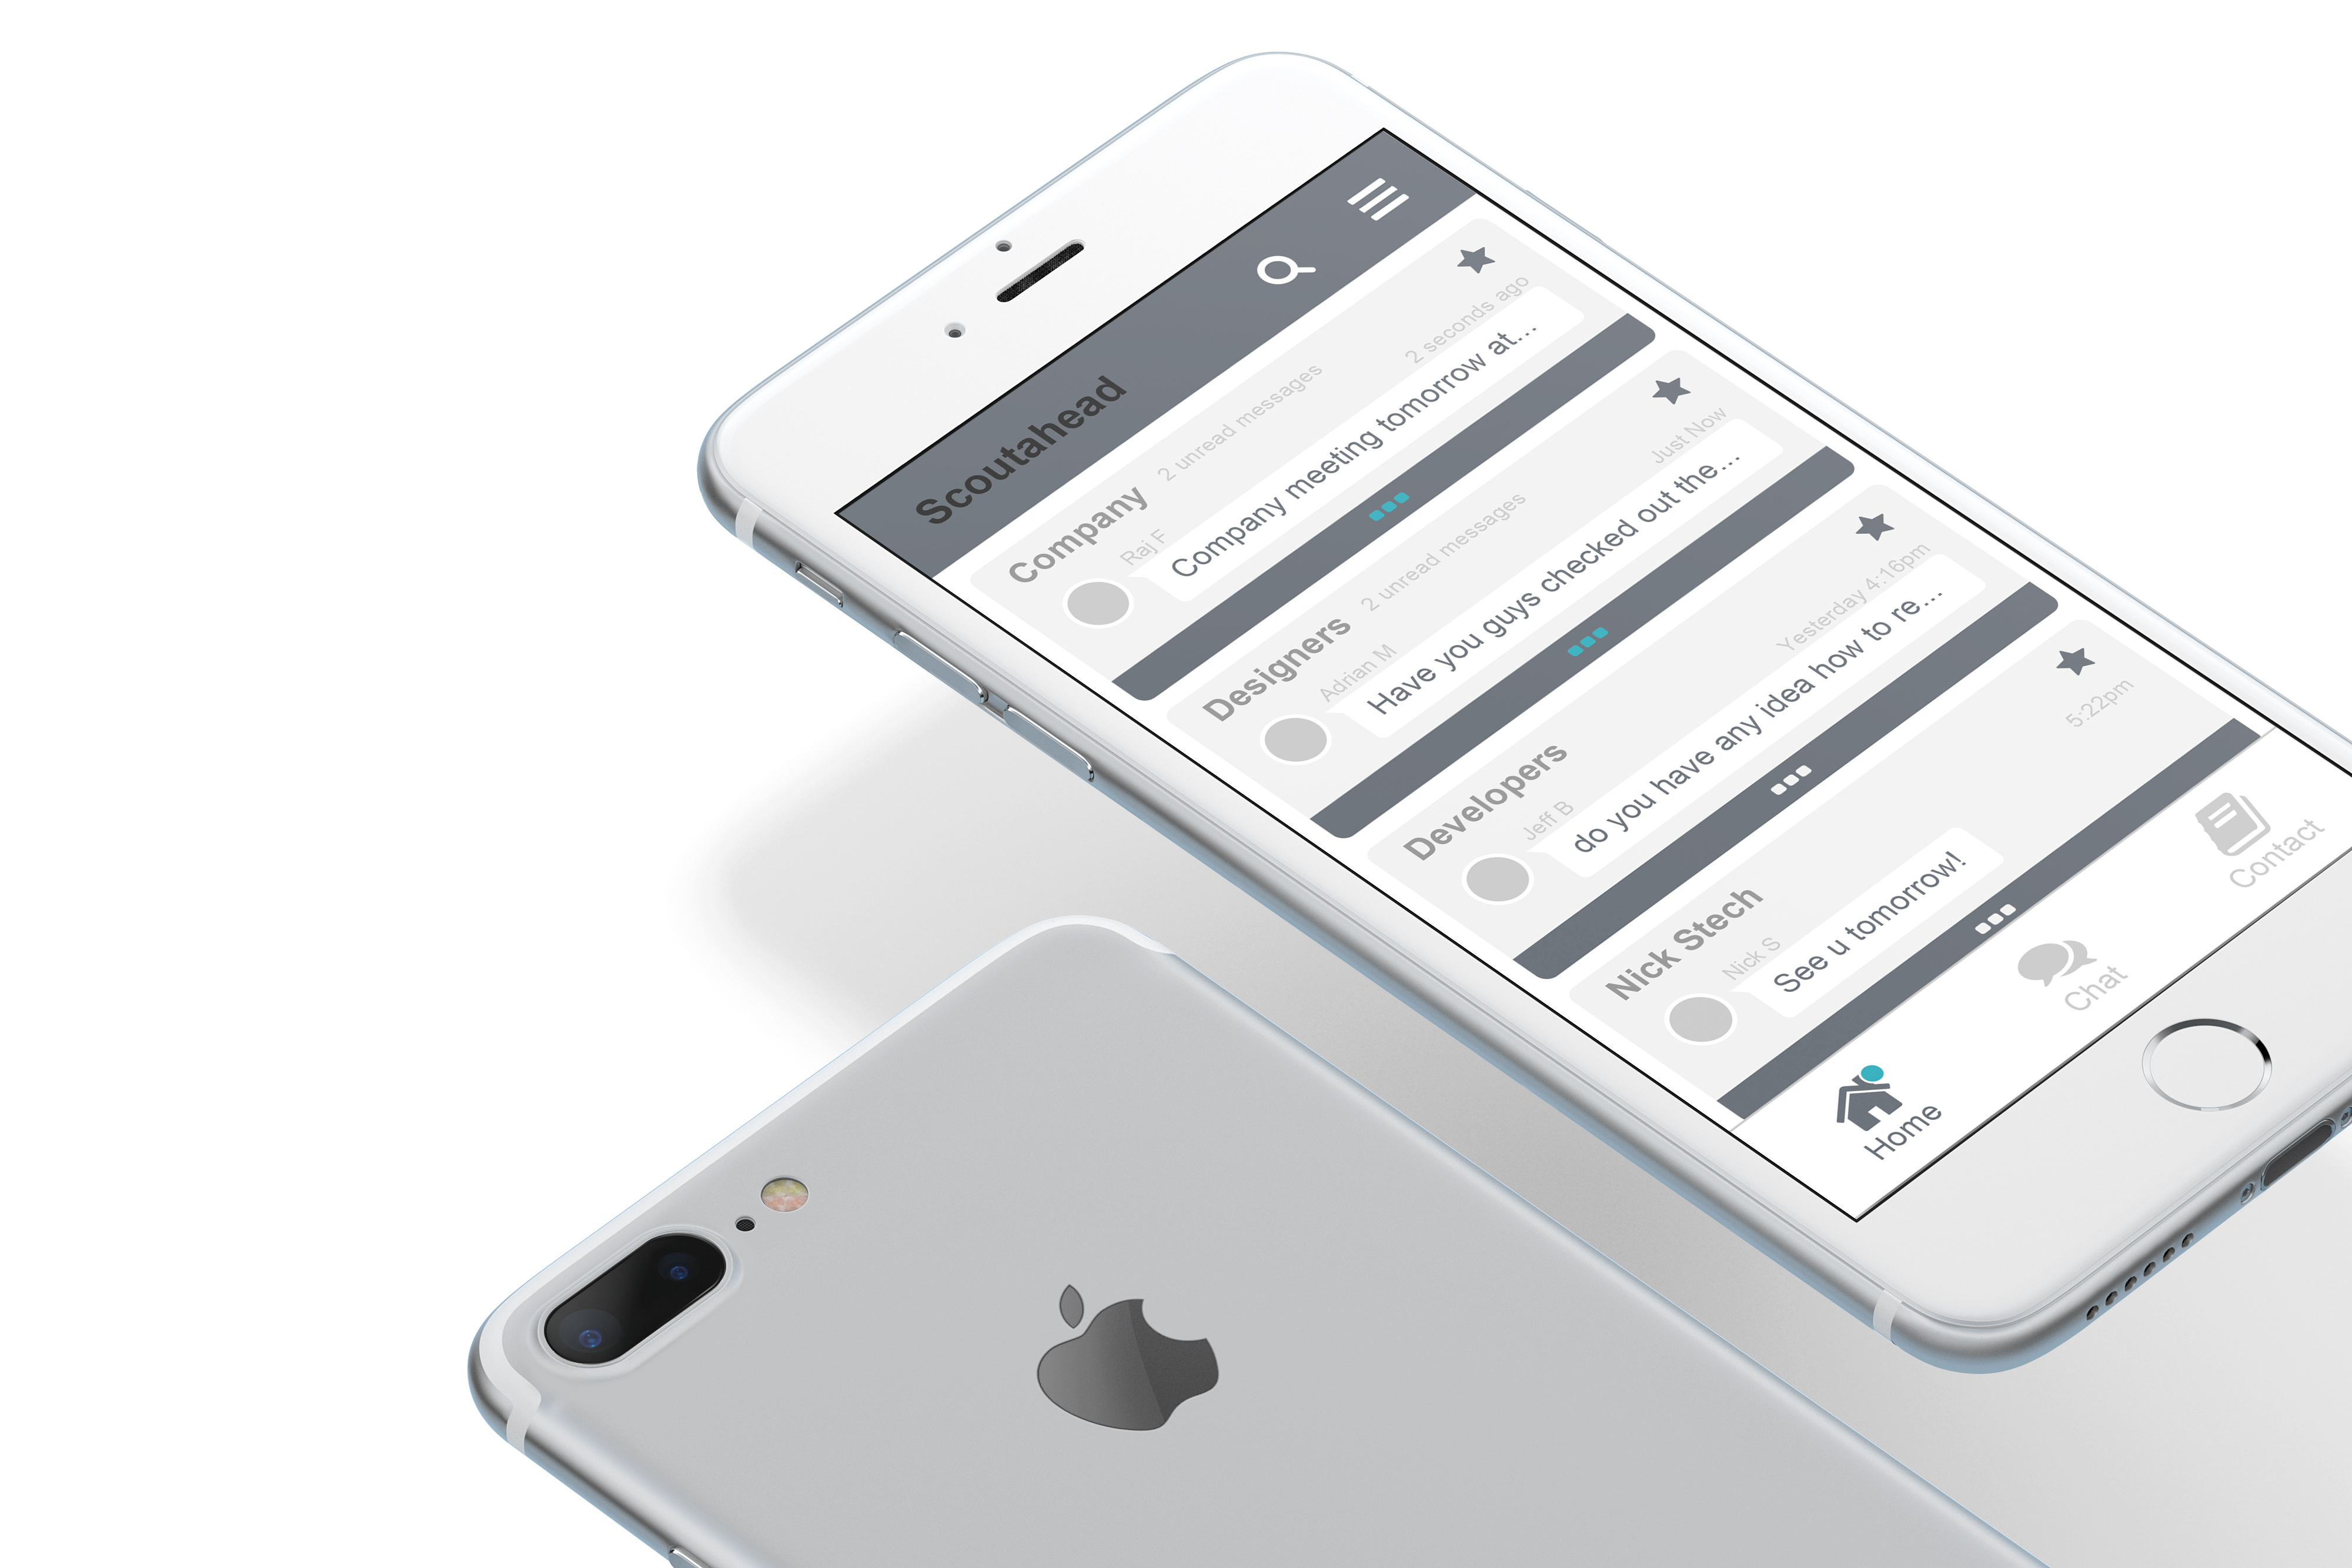 Scoutahead
Company 2 unread messages
2 seconds ago
Raj F
Company meeting tomorrow at...
Designers 2 unread messages
Just Now
Adrian M
Have you guys checked out the...
Developers
Yesterday 4:16pm
Jeff B
do you have any idea how to re...
Nick Stech
5:22pm
Nick S
See u tomorrow!
Home
Chat
Contact